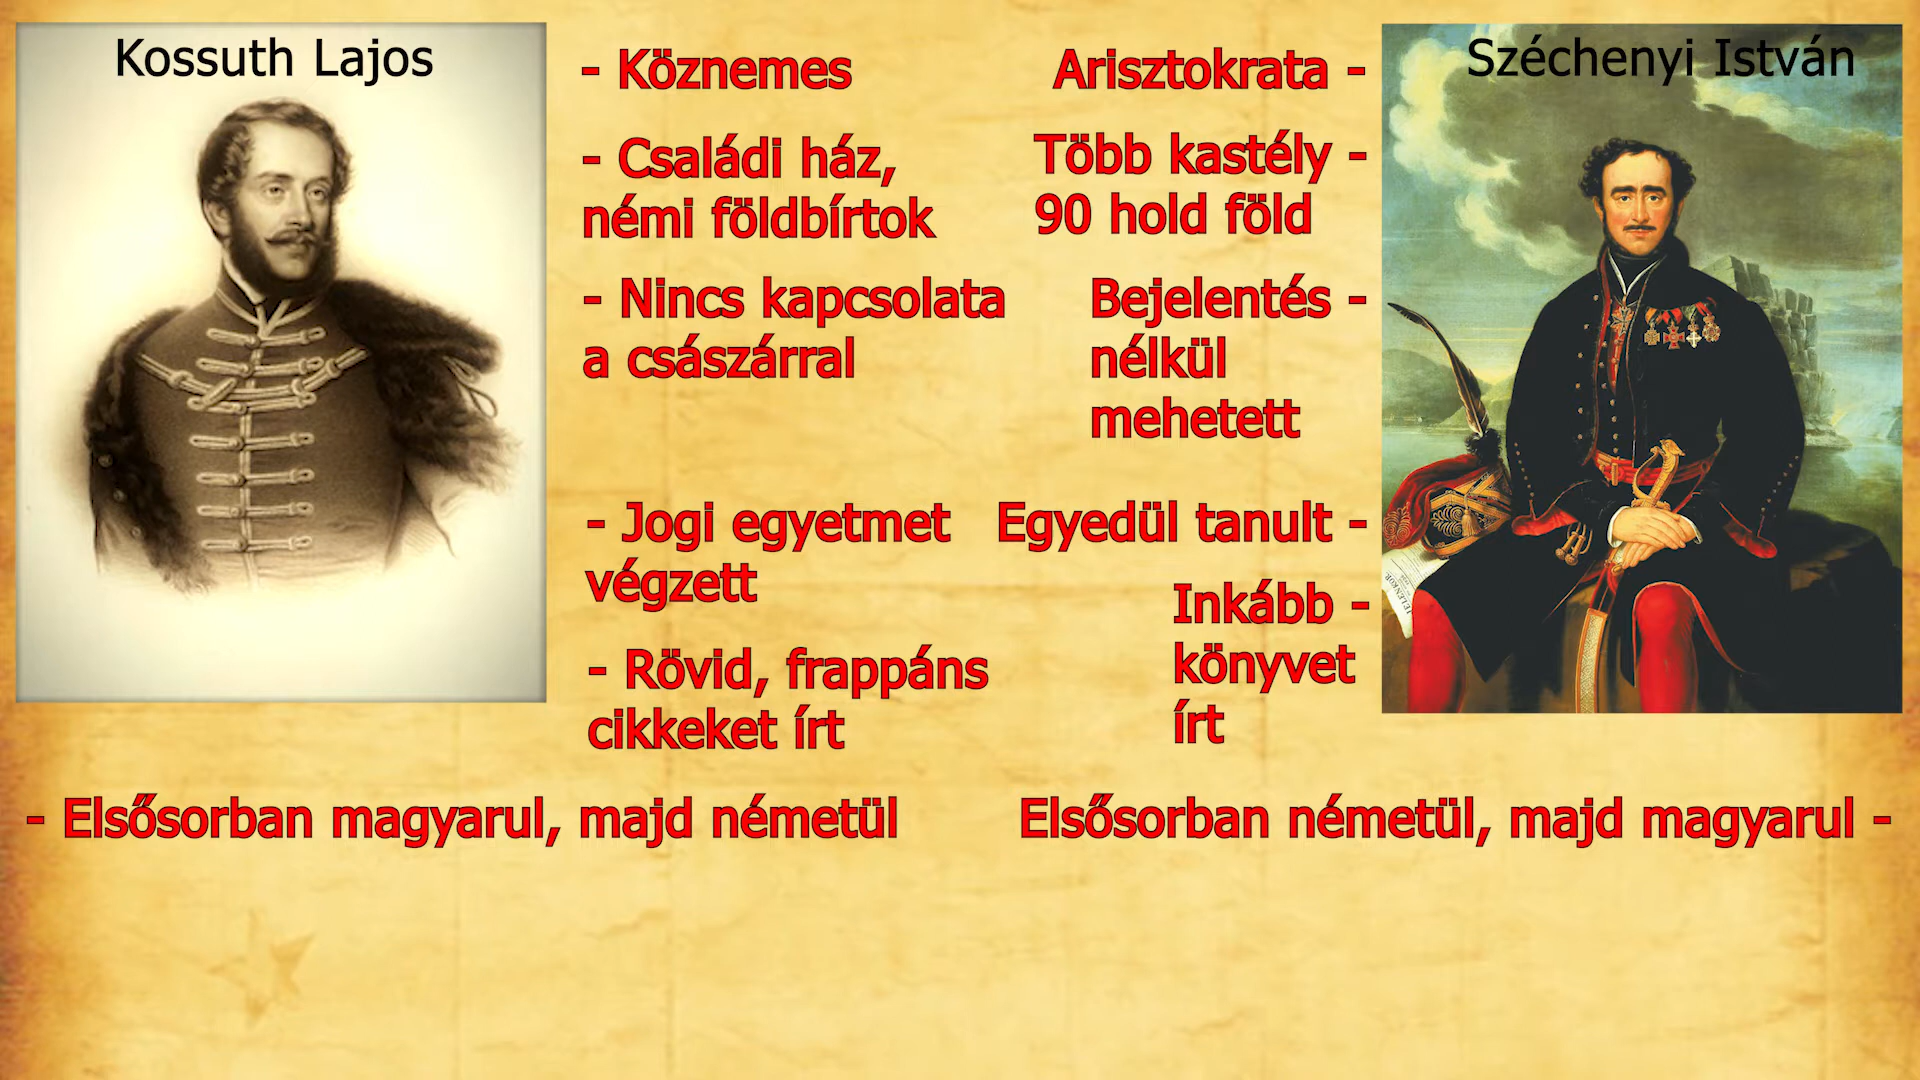 Kossuth Lajos
- Köznemes
- Családi ház,
némi földbírtok
- Nincs kapcsolata
a császárral
- Jogi egyetmet
végzett
- Rövid, frappáns
cikkeket írt
- Elsősorban magyarul, majd németül
Széchenyi István
Arisztokrata -
Több kastély -
90 hold föld
Bejelentés -
nélkül
mehetett
Egyedül tanult -
Inkább -
könyvet
írt
Elsősorban németül, majd magyarul -
JELENKOR